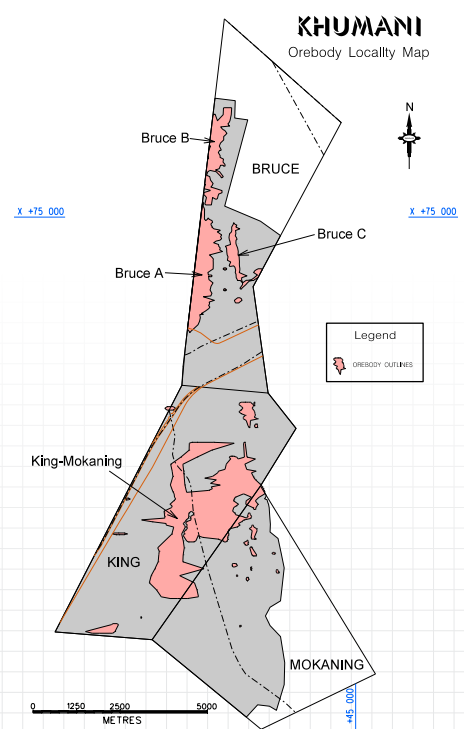 KHUMANI
Orebody Locality Map
N
Bruce B
BRUCE
X +75 000
X +75 000
Bruce C
Bruce A
Legend
OREBODY OUTLINES
King-Mokaning
KING
MOKANING
0 1250 2500 5000
METRES
+45 000